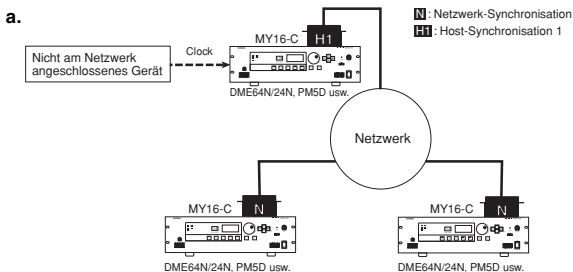 a.
N : Netzwerk-Synchronisation
H1 : Host-Synchronisation 1
MY16-C H1
Nicht am Netzwerk
angeschlossenes Gerät
Clock
DME64N/24N, PM5D usw.
Netzwerk
MY16-C N
MY16-C N
DME64N/24N, PM5D usw.
DME64N/24N, PM5D usw.